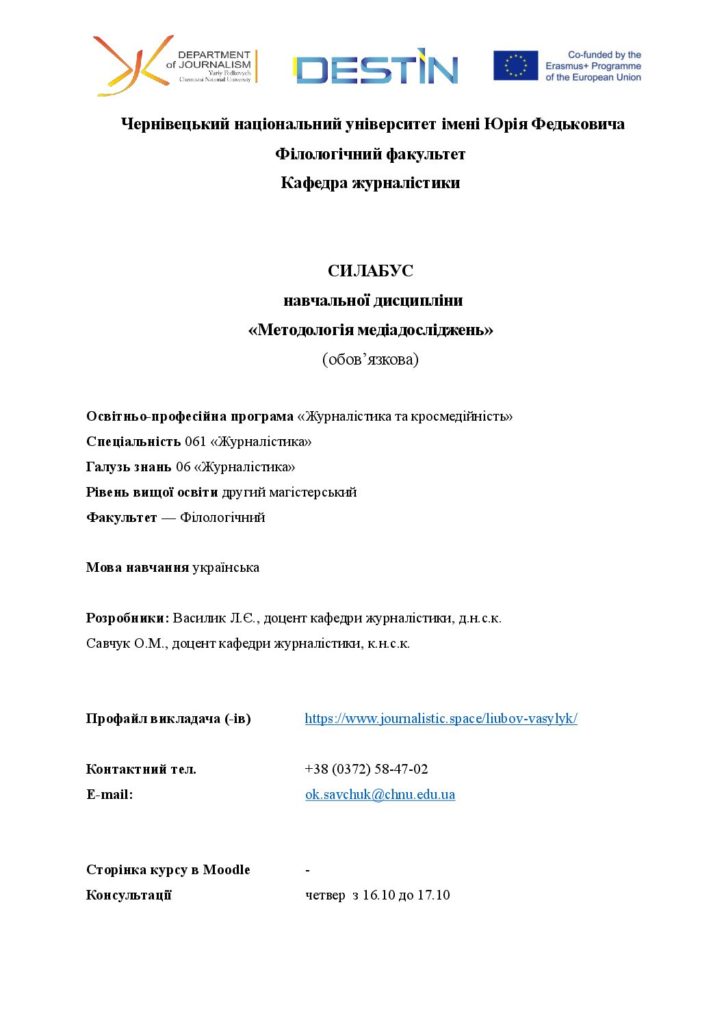 DEPARTMENT
of JOURNALISM
Yuriy Fedkovych
Chernivtsi National University
DESTIN
Co-funded by the
Erasmus+ Programme
of the European Union
Чернівецький національний університет імені Юрія Федьковича
Філологічний факультет
Кафедра журналістики
СИЛАБУС
навчальної дисципліни
«Методологія медіадосліджень»
(обов’язкова)
Освітньо-професійна програма «Журналістика та кросмедійність»
Спеціальність 061 «Журналістика»
Галузь знань 06 «Журналістика»
Рівень вищої освіти другий магістерський
Факультет — Філологічний
Мова навчання українська
Розробники: Василик Л.Є., доцент кафедри журналістики, д.н.с.к.
Савчук О.М., доцент кафедри журналістики, к.н.с.к.
Профайл викладача (-ів) https://www.journalistic.space/liubov-vasylyk/
Контактний тел. +38 (0372) 58-47-02
E-mail: ok.savchuk@chnu.edu.ua
Сторінка курсу в Moodle -
Консультації четвер з 16.10 до 17.10